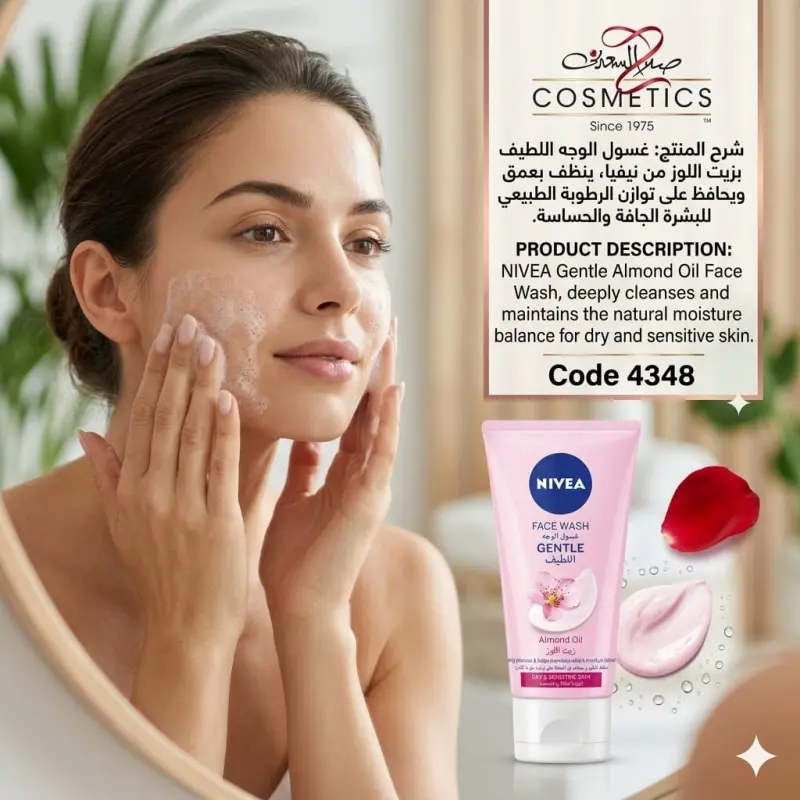 COSMETICS
TM
Since 1975
شرح المنتج: غسول الوجه اللطيف
بزيت اللوز من نيفيا، ينظف بعمق
ويحافظ على توازن الرطوبة الطبيعي
للبشرة الجافة والحساسة.
PRODUCT DESCRIPTION:
NIVEA Gentle Almond Oil Face
Wash, deeply cleanses and
maintains the natural moisture
balance for dry and sensitive skin.
Code 4348
NIVEA
FACE WASH
غسول الوجه
GENTLE
اللطيف
Almond Oil
DRY & SENSITIVE SKIN